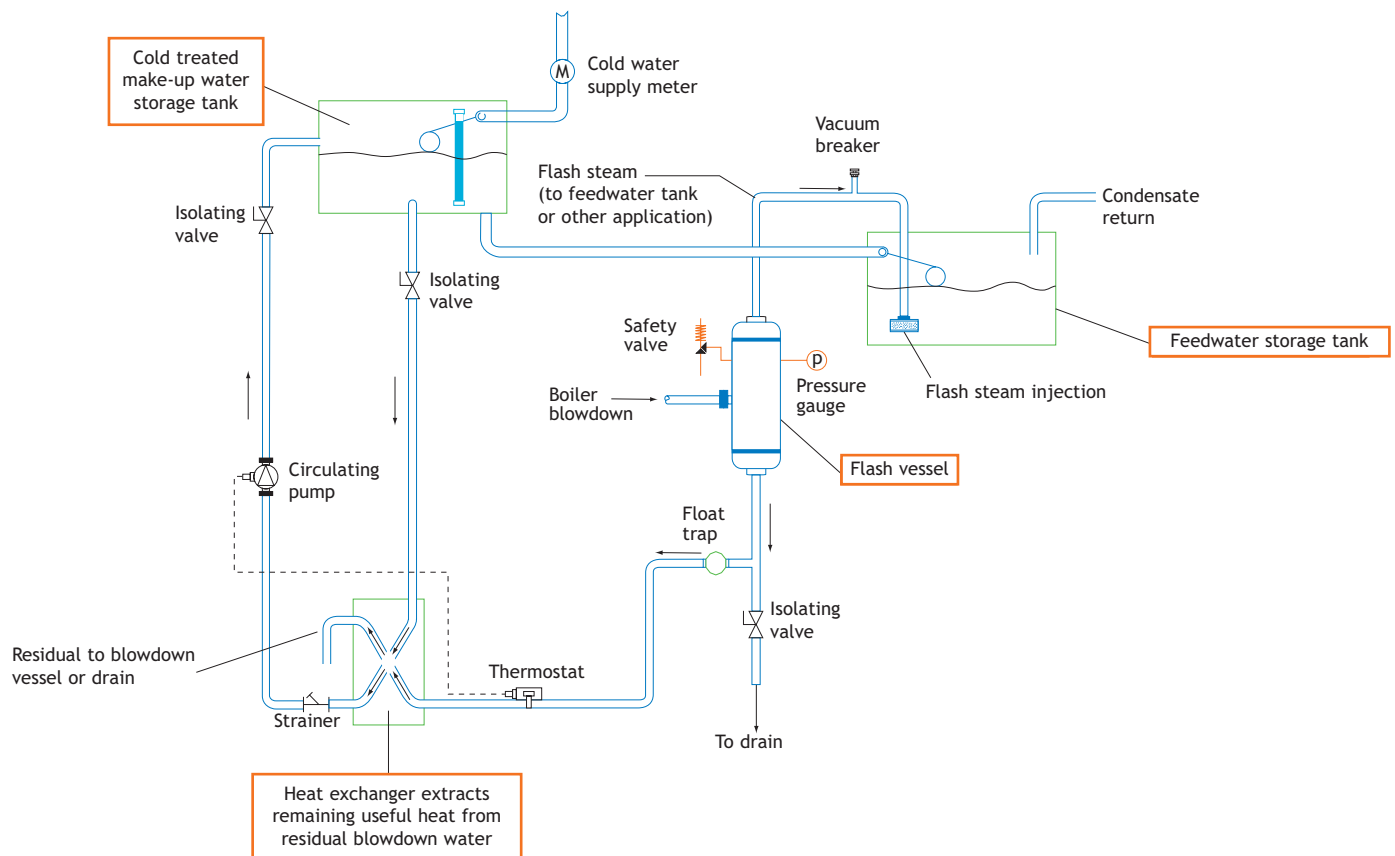 Cold treated
make-up water
storage tank
M
Cold water
supply meter
Vacuum
breaker
Flash steam
(to feedwater tank
or other application)
Condensate
return
Isolating
valve
Isolating
valve
Safety
valve
p
Pressure
gauge
Feedwater storage tank
Flash steam injection
Boiler
blowdown
Flash vessel
Circulating
pump
Float
trap
Isolating
valve
Residual to blowdown
vessel or drain
Thermostat
Strainer
To drain
Heat exchanger extracts
remaining useful heat from
residual blowdown water